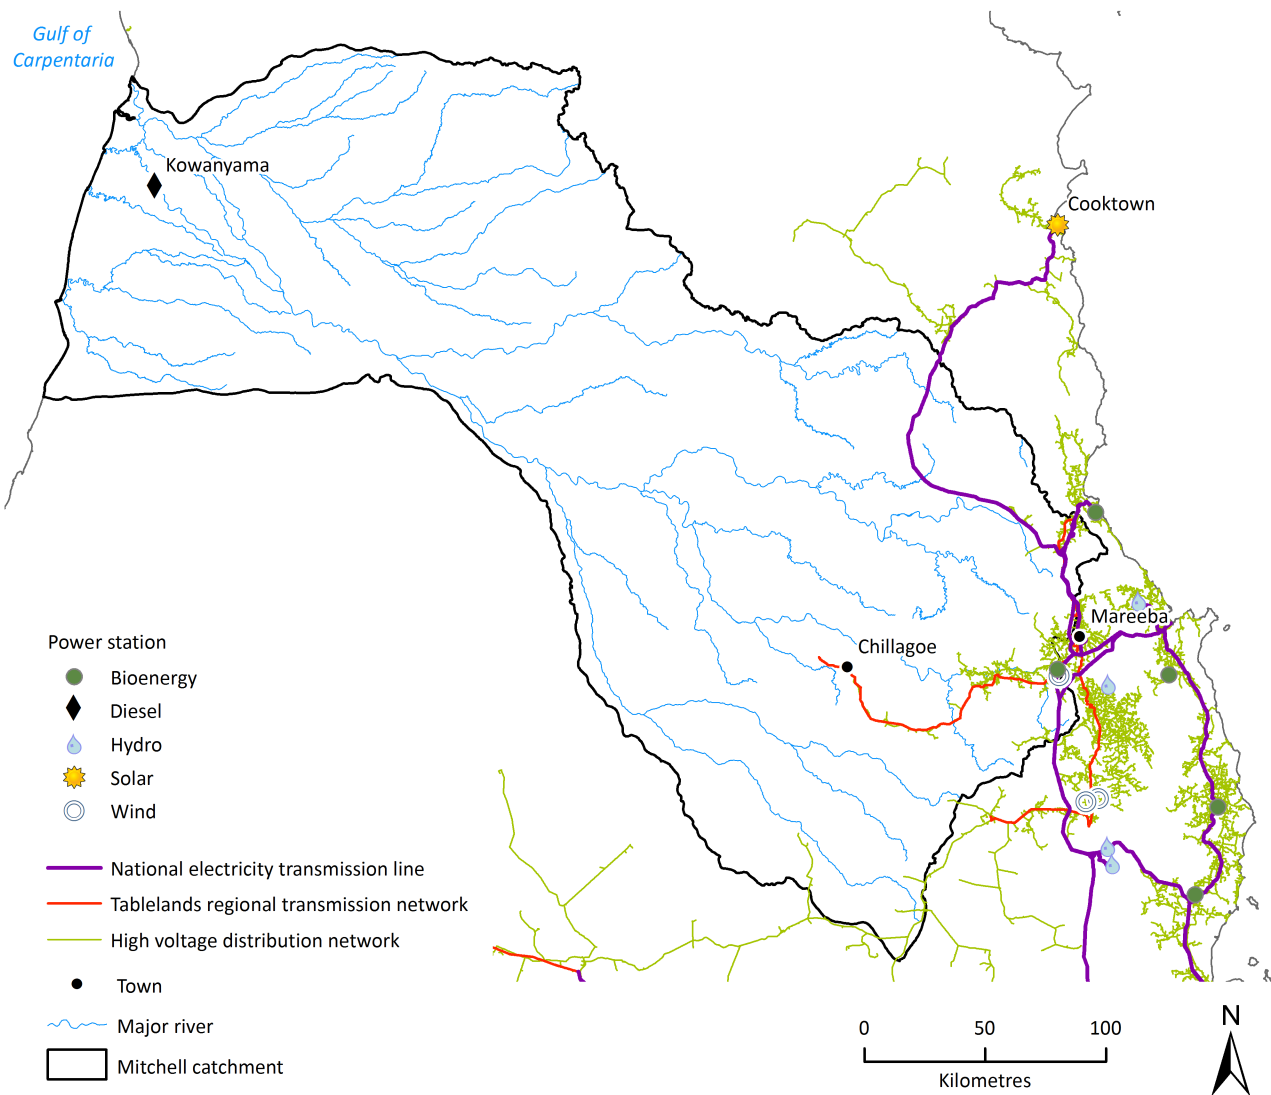 Gulf of
Carpentaria
Kowanyama
Cooktown
Mareeba
Chillagoe
Power station
Bioenergy
Diesel
Hydro
Solar
Wind
National electricity transmission line
Tablelands regional transmission network
High voltage distribution network
Town
Major river
Mitchell catchment
0 50 100
Kilometres
N